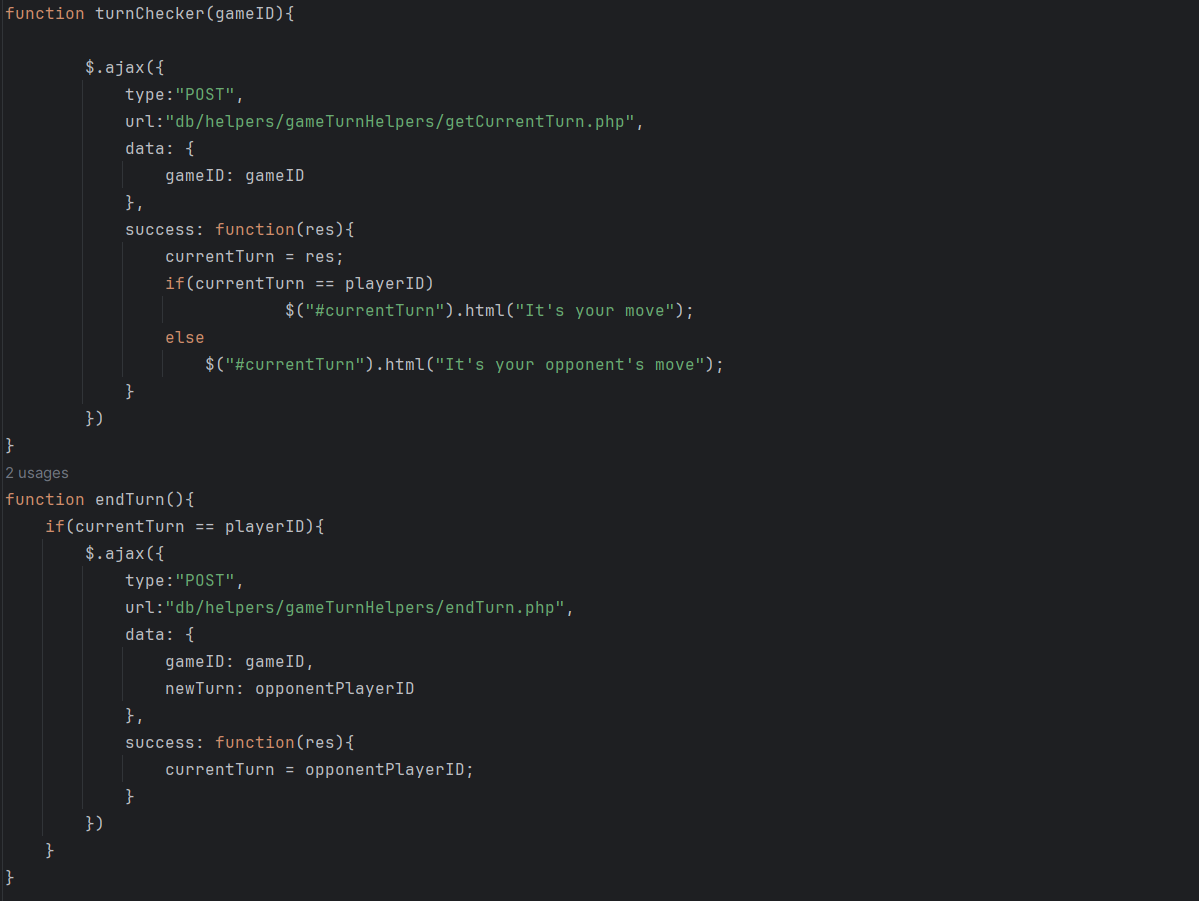 function turnChecker(gameID){
$.ajax({
type:"POST",
url:"db/helpers/gameTurnHelpers/getCurrentTurn.php",
data: {
gameID: gameID
},
success: function(res){
currentTurn = res;
if(currentTurn == playerID)
$("#currentTurn").html("It's your move");
else
$("#currentTurn").html("It's your opponent's move");
}
})
}
2 usages
function endTurn(){
if(currentTurn == playerID){
$.ajax({
type:"POST",
url:"db/helpers/gameTurnHelpers/endTurn.php",
data: {
gameID: gameID,
newTurn: opponentPlayerID
},
success: function(res){
currentTurn = opponentPlayerID;
}
})
}
}